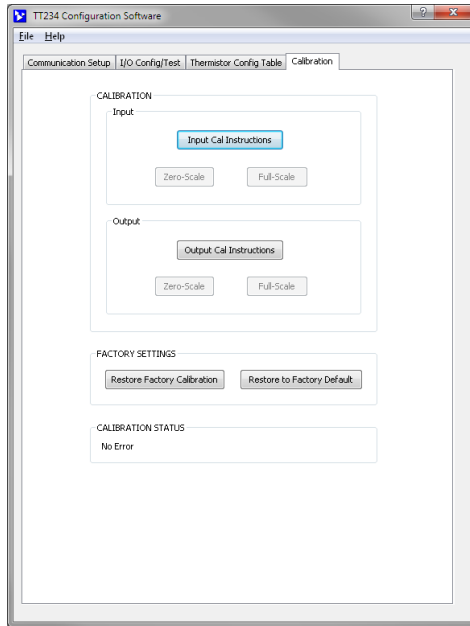 TT234 Configuration Software
File Help
Communication Setup I/O Config/Test Thermistor Config Table Calibration
CALIBRATION
Input
Input Cal Instructions
Zero-Scale Full-Scale
Output
Output Cal Instructions
Zero-Scale Full-Scale
FACTORY SETTINGS
Restore Factory Calibration Restore to Factory Default
CALIBRATION STATUS
No Error